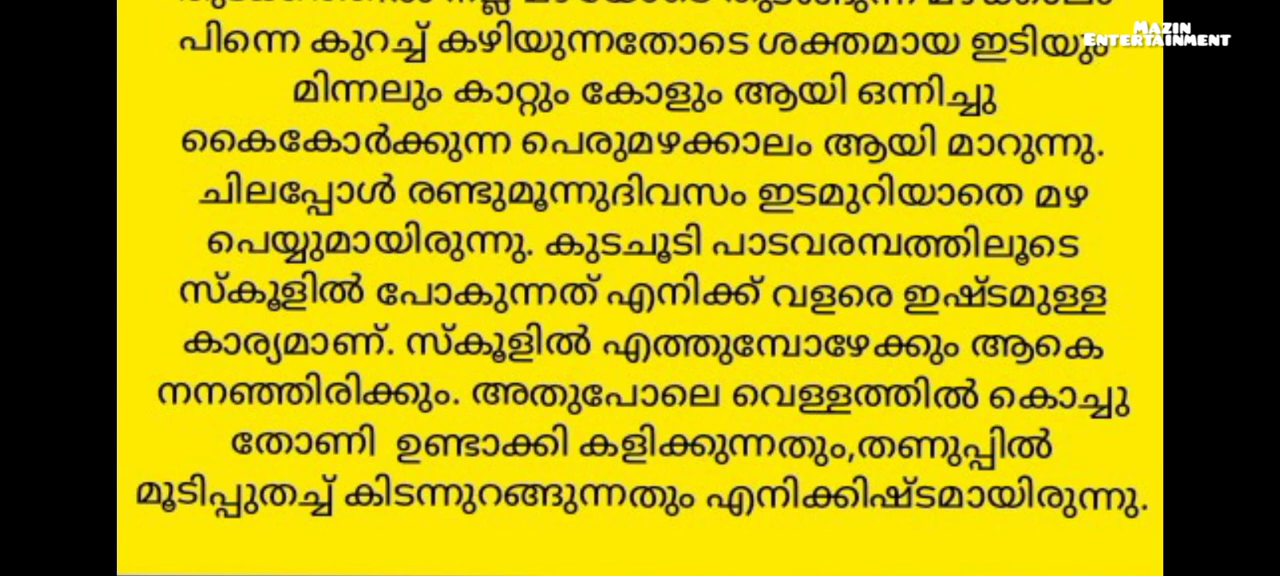 പിന്നെ കുറച്ച് കഴിയുന്നതോടെ ശക്തമായ ഇടിയും
മിന്നലും കാറ്റും കോളും ആയി ഒന്നിച്ചു
കൈകോർക്കുന്ന പെരുമഴക്കാലം ആയി മാറുന്നു.
ചിലപ്പോൾ രണ്ടുമൂന്നുദിവസം ഇടമുറിയാതെ മഴ
പെയ്യുമായിരുന്നു. കുടചൂടി പാടവരമ്പത്തിലൂടെ
സ്കൂളിൽ പോകുന്നത് എനിക്ക് വളരെ ഇഷ്ടമുള്ള
കാര്യമാണ്. സ്കൂളിൽ എത്തുമ്പോഴേക്കും ആകെ
നനഞ്ഞിരിക്കും. അതുപോലെ വെള്ളത്തിൽ കൊച്ചു
തോണി ഉണ്ടാക്കി കളിക്കുന്നതും,തണുപ്പിൽ
മൂടിപ്പുതച്ച് കിടന്നുറങ്ങുന്നതും എനിക്കിഷ്ടമായിരുന്നു.
MAZIN
ENTERTAINMENT